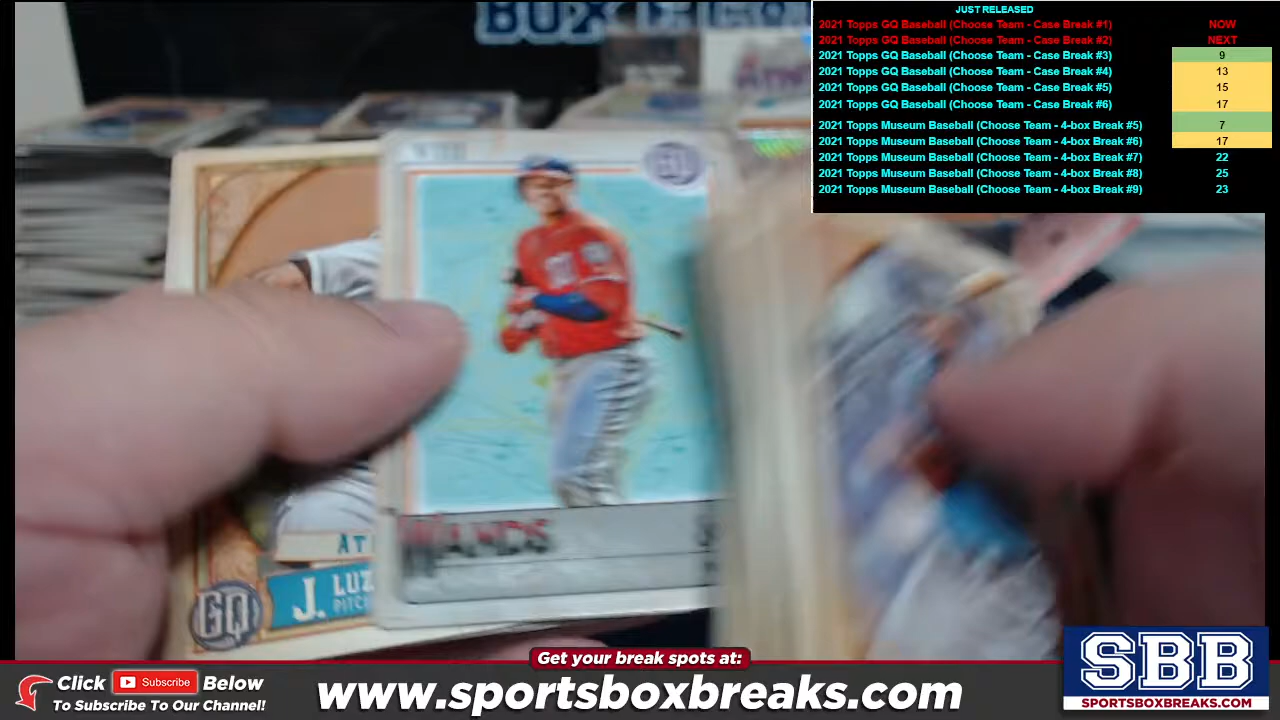 JUST RELEASED
2021 Topps GQ Baseball (Choose Team - Case Break #1) NOW
2021 Topps GQ Baseball (Choose Team - Case Break #2) NEXT
2021 Topps GQ Baseball (Choose Team - Case Break #3) 9
2021 Topps GQ Baseball (Choose Team - Case Break #4) 13
2021 Topps GQ Baseball (Choose Team - Case Break #5) 15
2021 Topps GQ Baseball (Choose Team - Case Break #6) 17
2021 Topps Museum Baseball (Choose Team - 4-box Break #5) 7
2021 Topps Museum Baseball (Choose Team - 4-box Break #6) 17
2021 Topps Museum Baseball (Choose Team - 4-box Break #7) 22
2021 Topps Museum Baseball (Choose Team - 4-box Break #8) 25
2021 Topps Museum Baseball (Choose Team - 4-box Break #9) 23
GQ
AT
GQ
J. LUZ
PITC
Get your break spots at:
Click Subscribe Below
To Subscribe To Our Channel!
www.sportsboxbreaks.com
SBB
SPORTSBOXBREAKS.COM